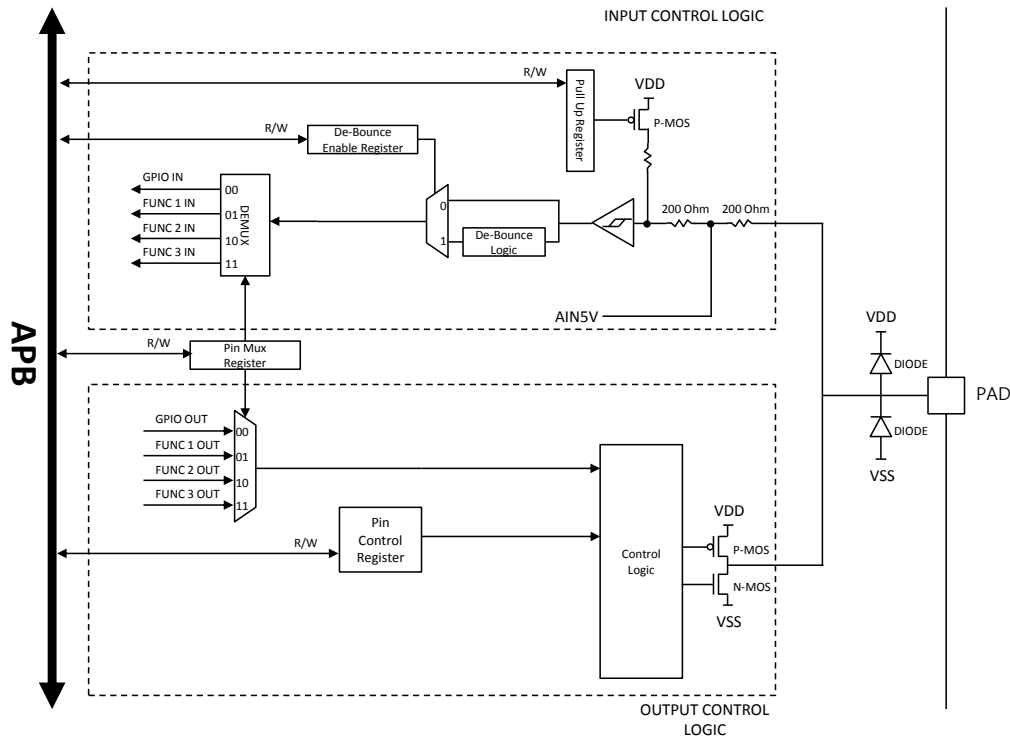 INPUT CONTROL LOGIC
R/W
Pull Up Register
VDD
P-MOS
R/W
De-Bounce
Enable Register
GPIO IN
FUNC 1 IN
FUNC 2 IN
FUNC 3 IN
00
01
10
11
DEMUX
0
1
De-Bounce
Logic
200 Ohm
200 Ohm
AIN5V
APB
R/W
Pin Mux
Register
VDD
DIODE
PAD
DIODE
VSS
GPIO OUT
FUNC 1 OUT
FUNC 2 OUT
FUNC 3 OUT
00
01
10
11
R/W
Pin
Control
Register
Control
Logic
VDD
P-MOS
N-MOS
VSS
OUTPUT CONTROL
LOGIC